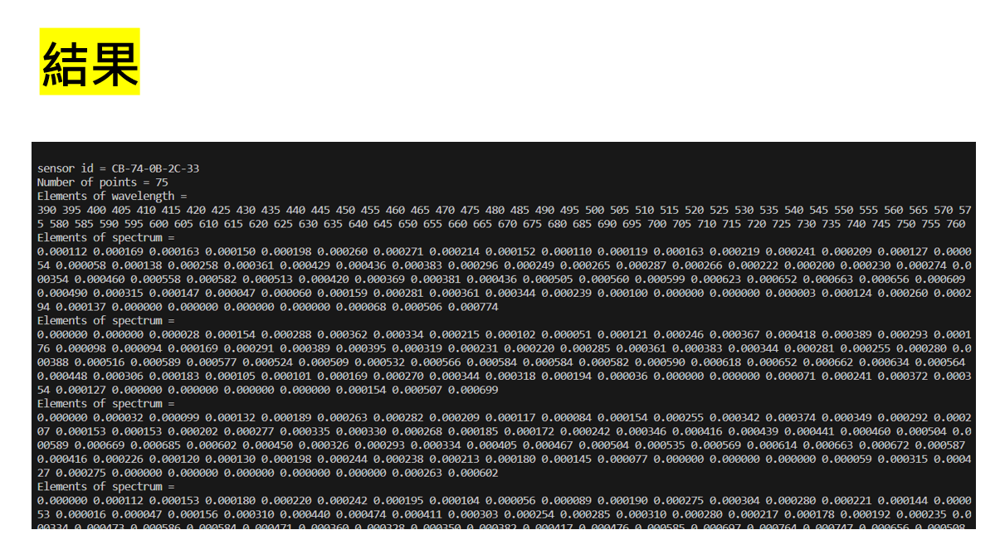 結果
sensor id = CB-74-0B-2C-33
Number of points = 75
Elements of wavelength =
390 395 400 405 410 415 420 425 430 435 440 445 450 455 460 465 470 475 480 485 490 495 500 505 510 515 520 525 530 535 540 545 550 555 560 565 570 57
5 580 585 590 595 600 605 610 615 620 625 630 635 640 645 650 655 660 665 670 675 680 685 690 695 700 705 710 715 720 725 730 735 740 745 750 755 760
Elements of spectrum =
0.000112 0.000169 0.000163 0.000150 0.000198 0.000260 0.000271 0.000214 0.000152 0.000110 0.000119 0.000163 0.000219 0.000241 0.000209 0.000127 0.0000
54 0.000058 0.000138 0.000258 0.000361 0.000429 0.000436 0.000383 0.000296 0.000249 0.000265 0.000287 0.000266 0.000222 0.000200 0.000230 0.000274 0.0
00354 0.000460 0.000558 0.000582 0.000513 0.000420 0.000369 0.000381 0.000436 0.000505 0.000560 0.000599 0.000623 0.000652 0.000663 0.000656 0.000609
0.000490 0.000315 0.000147 0.000047 0.000060 0.000159 0.000281 0.000361 0.000344 0.000239 0.000100 0.000000 0.000000 0.000003 0.000124 0.000260 0.0002
94 0.000137 0.000000 0.000000 0.000000 0.000000 0.000068 0.000506 0.000774
Elements of spectrum =
0.000000 0.000000 0.000028 0.000154 0.000288 0.000362 0.000334 0.000215 0.000102 0.000051 0.000121 0.000246 0.000367 0.000418 0.000389 0.000293 0.0001
76 0.000098 0.000094 0.000169 0.000291 0.000389 0.000395 0.000319 0.000231 0.000220 0.000285 0.000361 0.000383 0.000344 0.000281 0.000255 0.000280 0.0
00388 0.000516 0.000589 0.000577 0.000524 0.000509 0.000532 0.000566 0.000584 0.000584 0.000582 0.000590 0.000618 0.000652 0.000662 0.000634 0.000564
0.000448 0.000306 0.000183 0.000105 0.000101 0.000169 0.000270 0.000344 0.000318 0.000194 0.000036 0.000000 0.000000 0.000071 0.000241 0.000372 0.0003
54 0.000127 0.000000 0.000000 0.000000 0.000000 0.000154 0.000507 0.000699
Elements of spectrum =
0.000000 0.000032 0.000099 0.000132 0.000189 0.000263 0.000282 0.000209 0.000117 0.000084 0.000154 0.000255 0.000342 0.000374 0.000349 0.000292 0.0002
07 0.000153 0.000153 0.000202 0.000277 0.000335 0.000330 0.000268 0.000185 0.000172 0.000242 0.000346 0.000416 0.000439 0.000441 0.000460 0.000504 0.0
00589 0.000669 0.000685 0.000602 0.000450 0.000326 0.000293 0.000334 0.000405 0.000467 0.000504 0.000535 0.000569 0.000614 0.000663 0.000672 0.000587
0.000416 0.000226 0.000120 0.000130 0.000198 0.000244 0.000238 0.000213 0.000180 0.000145 0.000077 0.000000 0.000000 0.000000 0.000059 0.000315 0.0004
27 0.000275 0.000000 0.000000 0.000000 0.000000 0.000000 0.000263 0.000602
Elements of spectrum =
0.000000 0.000112 0.000153 0.000180 0.000220 0.000242 0.000195 0.000104 0.000056 0.000089 0.000190 0.000275 0.000304 0.000280 0.000221 0.000144 0.0000
53 0.000016 0.000047 0.000156 0.000310 0.000440 0.000474 0.000411 0.000303 0.000254 0.000285 0.000310 0.000280 0.000217 0.000178 0.000192 0.000235 0.0
00334 0.000473 0.000586 0.000584 0.000471 0.000360 0.000328 0.000350 0.000382 0.000417 0.000476 0.000585 0.000697 0.000764 0.000747 0.000656 0.000508